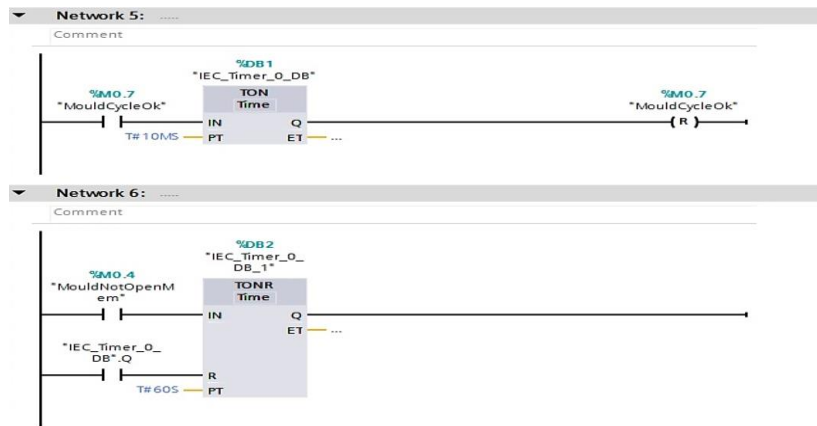 Network 5: .....
Comment
%DB1
"IEC_Timer_0_DB"
%M0.7
"MouldCycleOk"
TON
Time
%M0.7
"MouldCycleOk"
IN
Q
( R )
T#10MS
PT
ET
...
Network 6: .....
Comment
%DB2
"IEC_Timer_0_
DB_1"
%M0.4
"MouldNotOpenM
em"
TONR
Time
IN
Q
ET
...
"IEC_Timer_0_
DB".Q
R
T#60S
PT